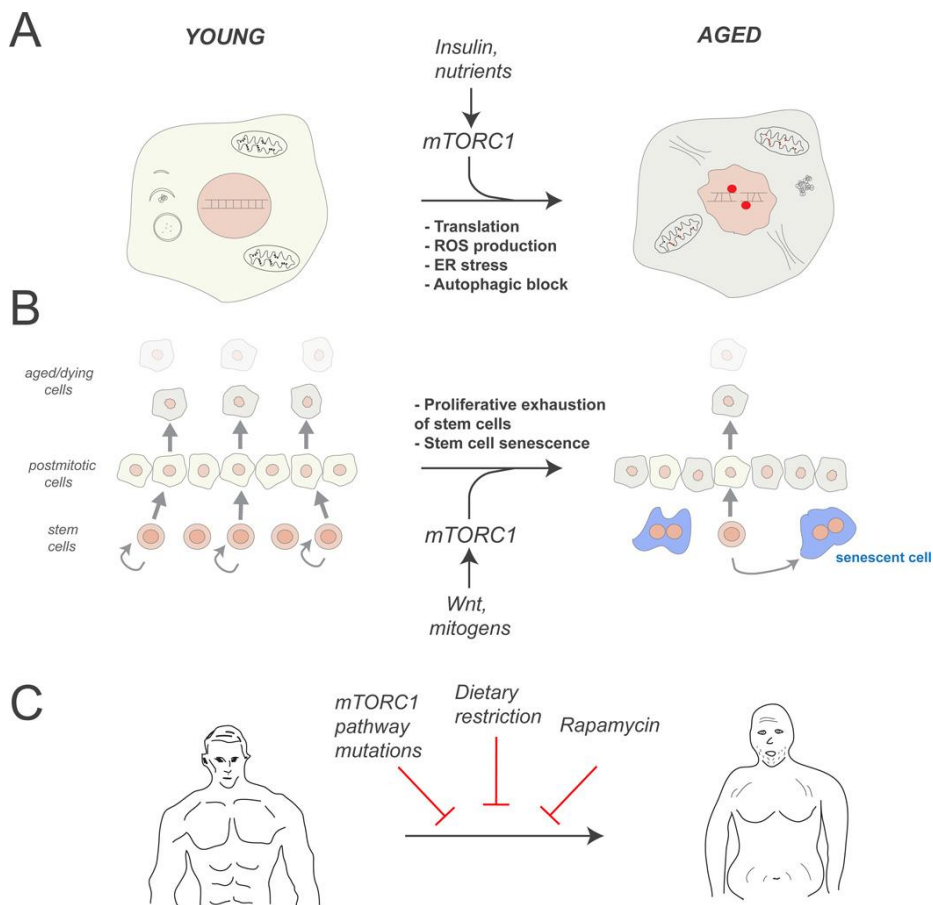 A
YOUNG
AGED
Insulin,
nutrients
mTORC1
- Translation
- ROS production
- ER stress
- Autophagic block
B
aged/dying
cells
postmitotic
cells
stem
cells
- Proliferative exhaustion
of stem cells
- Stem cell senescence
mTORC1
Wnt,
mitogens
senescent cell
C
mTORC1
pathway
mutations
Dietary
restriction
Rapamycin